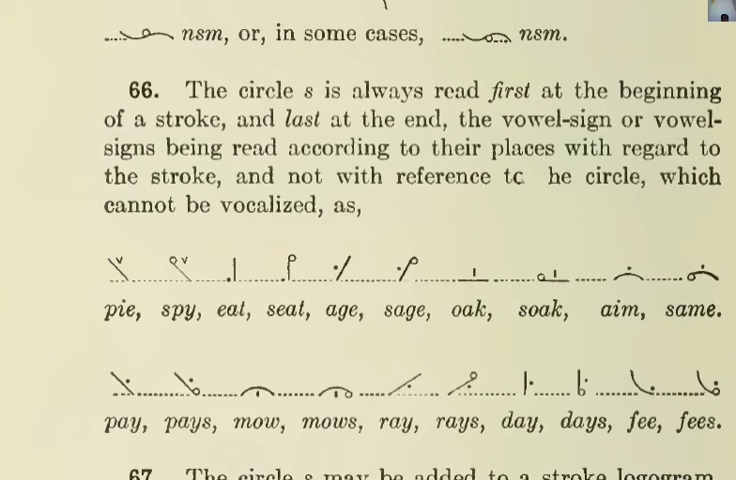 nsm, or, in some cases, nsm.
66. The circle s is always read first at the beginning
of a stroke, and last at the end, the vowel-sign or vowel-
signs being read according to their places with regard to
the stroke, and not with reference tc he circle, which
cannot be vocalized, as,
pie, spy, eat, seat, age, sage, oak, soak, aim, same.
pay, pays, mow, mows, ray, rays, day, days, fee, fees.
67 The circle s may be added to a stroke logogram